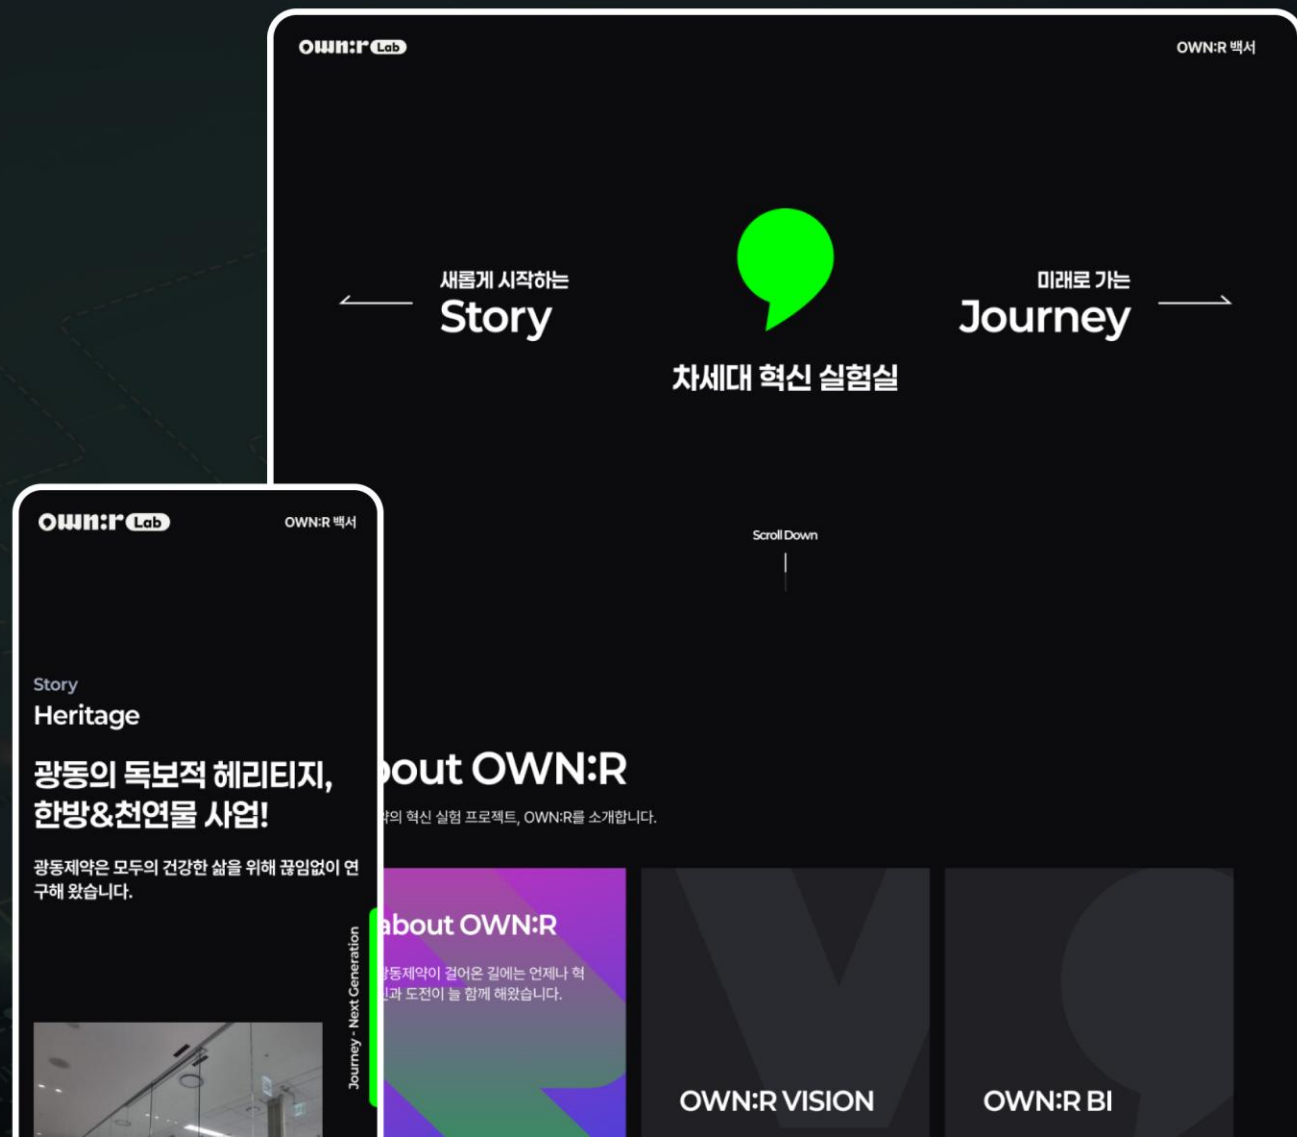 own:r Lab
OWN:R 백서
새롭게 시작하는
Story
미래로 가는
Journey
차세대 혁신 실험실
Scroll Down
out OWN:R
의 혁신 실험 프로젝트, OWN:R를 소개합니다.
about OWN:R
광동제약이 걸어온 길에는 언제나 혁
신과 도전이 늘 함께 해왔습니다.
OWN:R VISION
OWN:R BI
own:r Lab
OWN:R 백서
Story
Heritage
광동의 독보적 헤리티지,
한방&천연물 사업!
광동제약은 모두의 건강한 삶을 위해 끊임없이 연
구해 왔습니다.
Journey - Next Generation